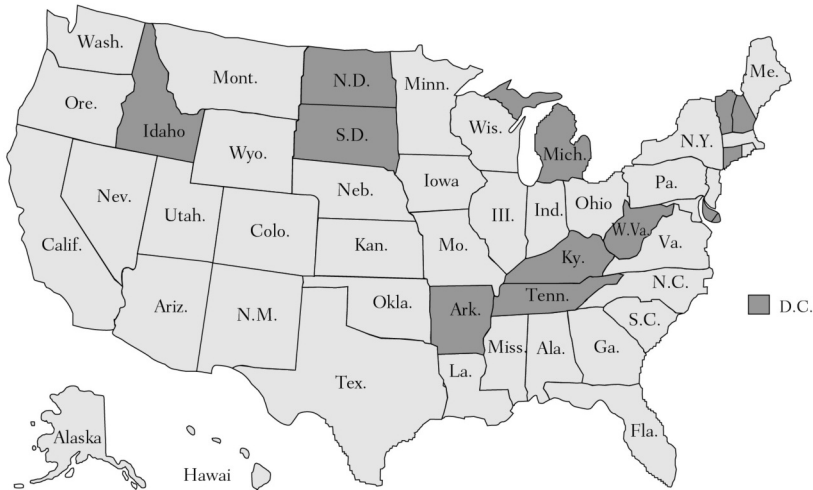 Wash.
Me.
Mont.
N.D.
Minn.
Ore.
Idaho
S.D.
Wis.
N.Y.
Mich.
Wyo.
Iowa
Pa.
Neb.
Nev.
Ohio
Ind.
III.
Utah.
W.Va.
Colo.
Calif.
Kan.
Mo.
Va.
Ky.
N.C.
Tenn.
Okla.
Ariz.
Ark.
N.M.
D.C.
S.C.
Miss.
Ala.
Ga.
La.
Tex.
Fla.
Alaska
Hawai